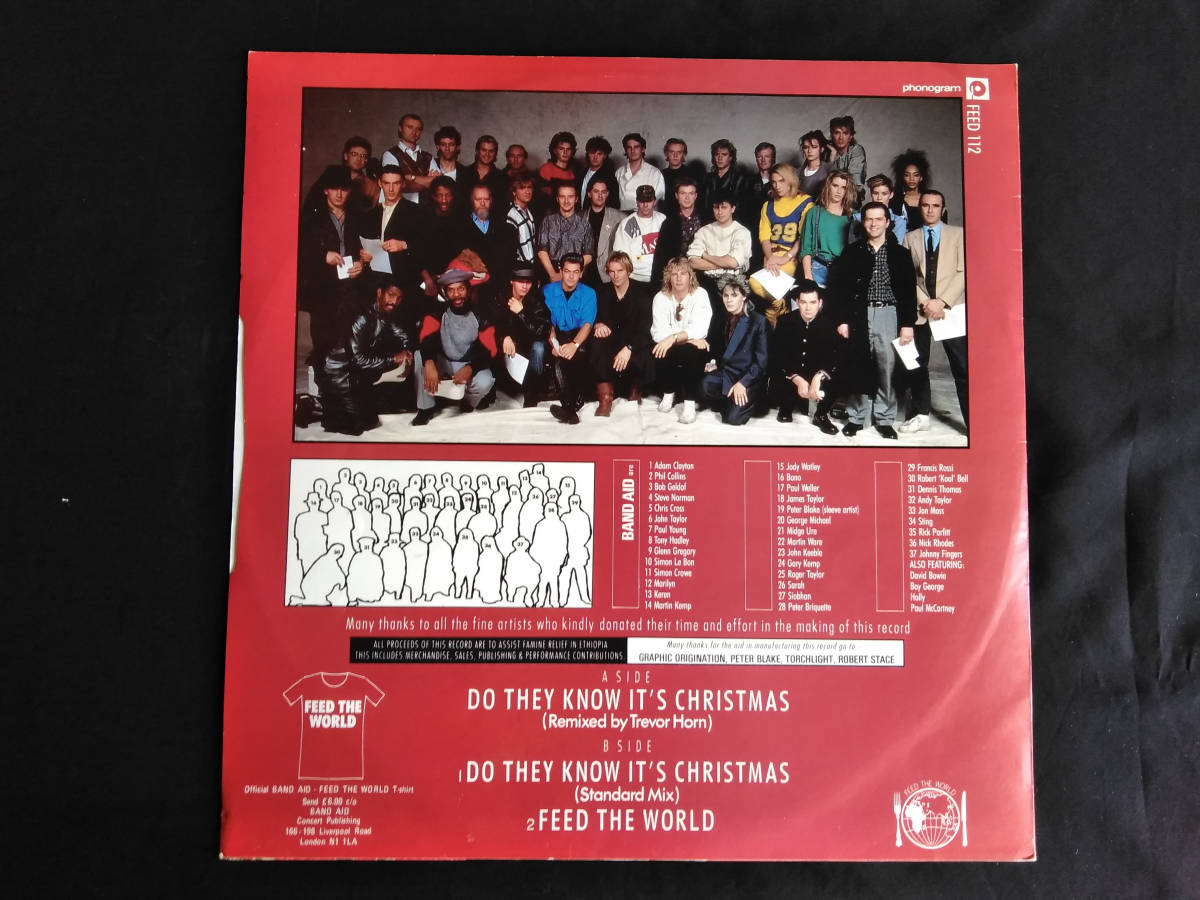 phonogram
FEED 112
39
BAND AID are
1 Adam Clayton
2 Phil Collins
3 Bob Geldof
4 Steve Norman
5 Chris Cross
6 John Taylor
7 Paul Young
8 Tony Hadley
9 Glenn Gregory
10 Simon Le Bon
11 Simon Crowe
12 Marilyn
13 Keren
14 Martin Kemp
15 Jody Watley
16 Bono
17 Paul Weller
18 James Taylor
19 Peter Blake (sleeve artist)
20 George Michael
21 Midge Ure
22 Martin Ware
23 John Keeble
24 Gary Kemp
25 Roger Taylor
26 Sarah
27 Siobhan
28 Peter Briquette
29 Francis Rossi
30 Robert 'Kool' Bell
31 Dennis Thomas
32 Andy Taylor
33 Jon Moss
34 Sting
35 Rick Parfitt
36 Nick Rhodes
37 Johnny Fingers
ALSO FEATURING:
David Bowie
Boy George
Holly
Paul McCartney
Many thanks to all the fine artists who kindly donated their time and effort in the making of this record
ALL PROCEEDS OF THIS RECORD ARE TO ASSIST FAMINE RELIEF IN ETHIOPIA
THIS INCLUDES MERCHANDISE, SALES, PUBLISHING & PERFORMANCE CONTRIBUTIONS
Many thanks for the aid in manufacturing this record go to
GRAPHIC ORIGINATION, PETER BLAKE, TORCHLIGHT, ROBERT STACE
A SIDE
DO THEY KNOW IT'S CHRISTMAS
(Remixed by Trevor Horn)
B SIDE
1 DO THEY KNOW IT'S CHRISTMAS
(Standard Mix)
2 FEED THE WORLD
FEED THE
WORLD
Official BAND AID - FEED THE WORLD T-shirt
Send £6.00 c/o
BAND AID
Concert Publishing
166-198 Liverpool Road
London N1 1LA
FEED THE WORLD